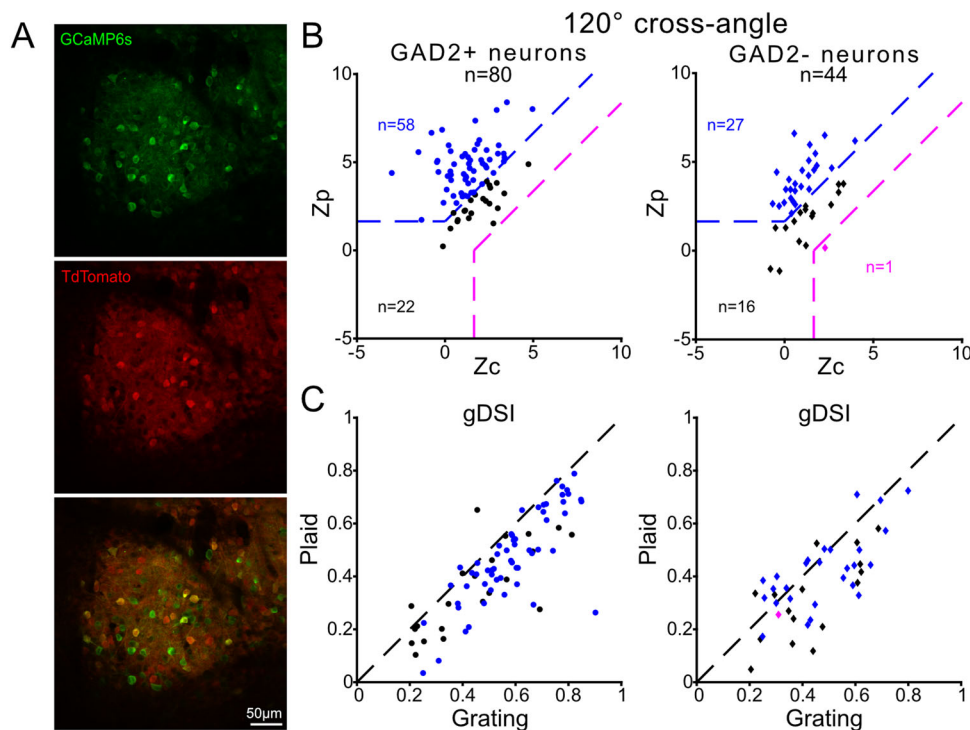 A
GCaMP6s
TdTomato
50µm
B
120° cross-angle
GAD2+ neurons
n=80
10
5
0
-5
Zp
n=58
n=22
-5
0
5
10
Zc
GAD2- neurons
n=44
10
5
0
-5
Zp
n=27
n=1
n=16
-5
0
5
10
Zc
C
gDSI
1
0.8
0.6
0.4
0.2
0
Plaid
0
0.2
0.4
0.6
0.8
1
Grating
gDSI
1
0.8
0.6
0.4
0.2
0
Plaid
0
0.2
0.4
0.6
0.8
1
Grating